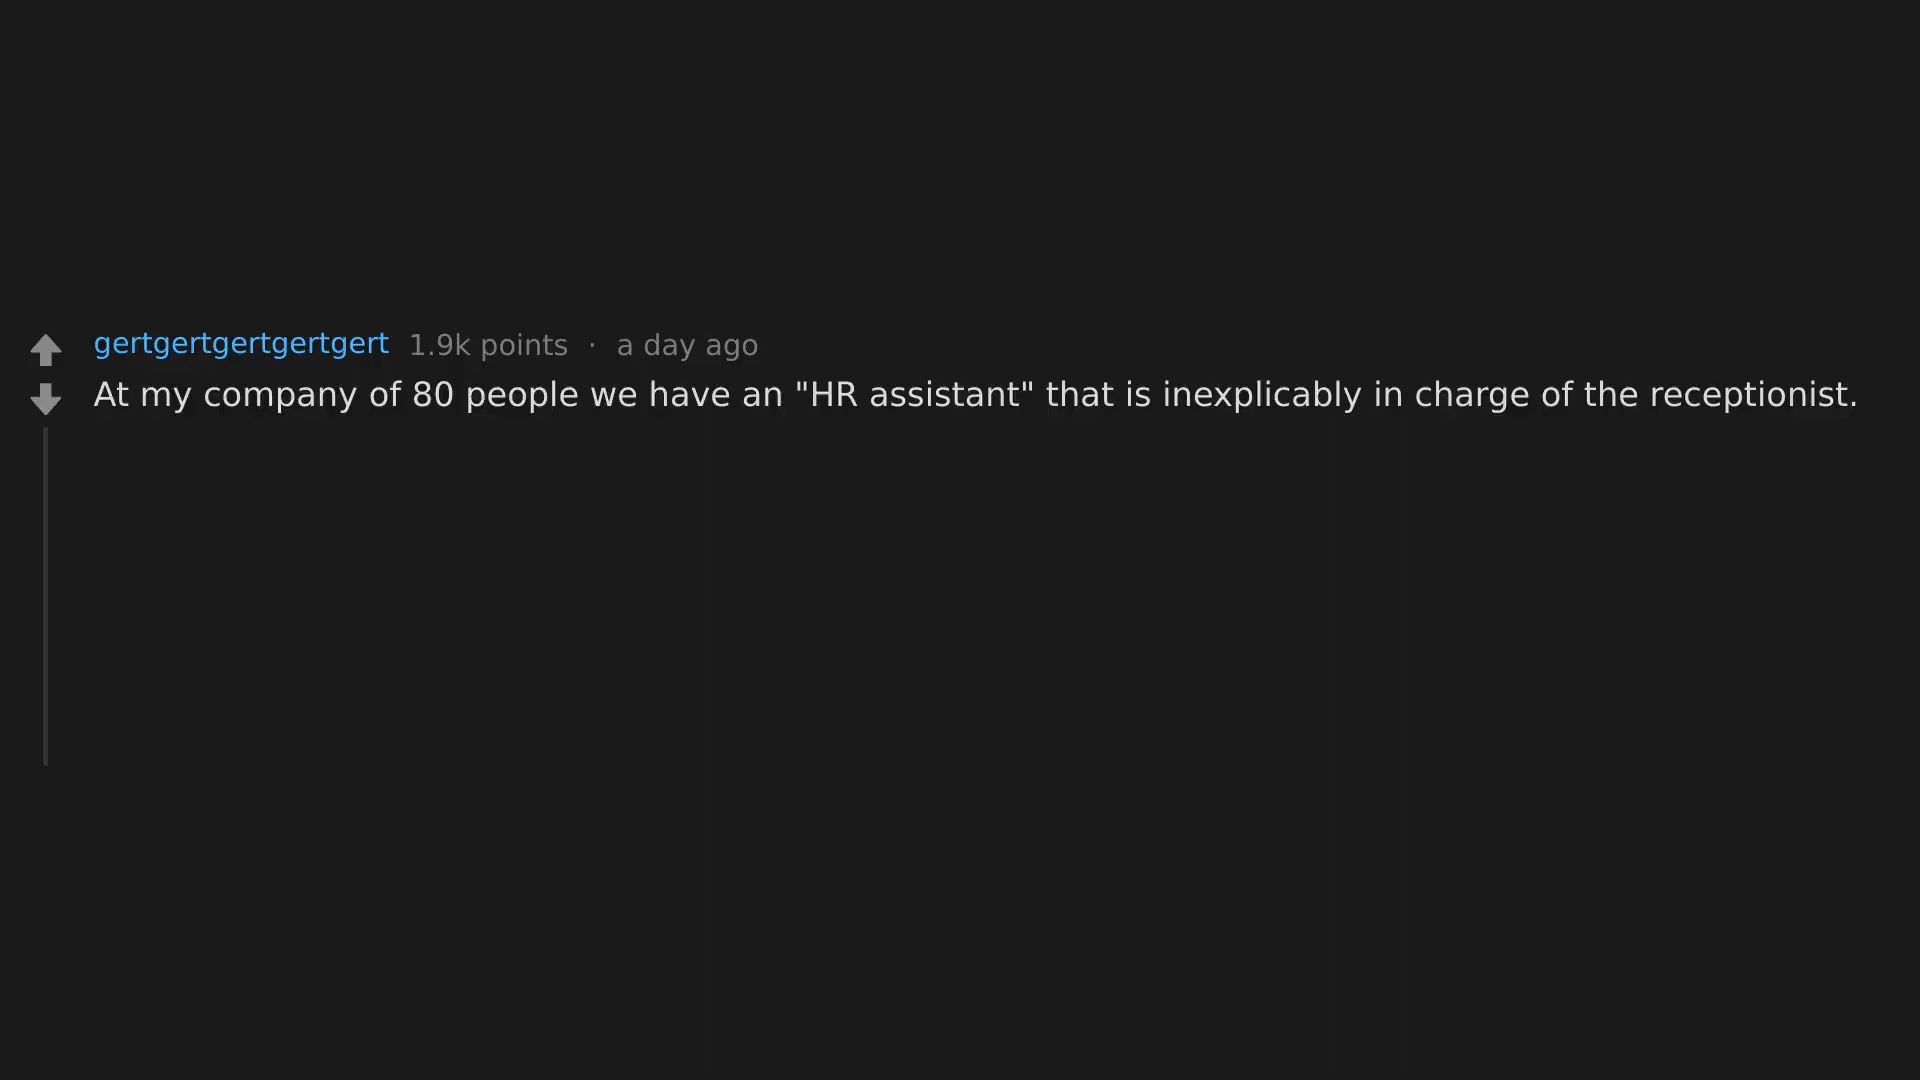 gertgertgertgertgert 1.9k points · a day ago
At my company of 80 people we have an "HR assistant" that is inexplicably in charge of the receptionist.